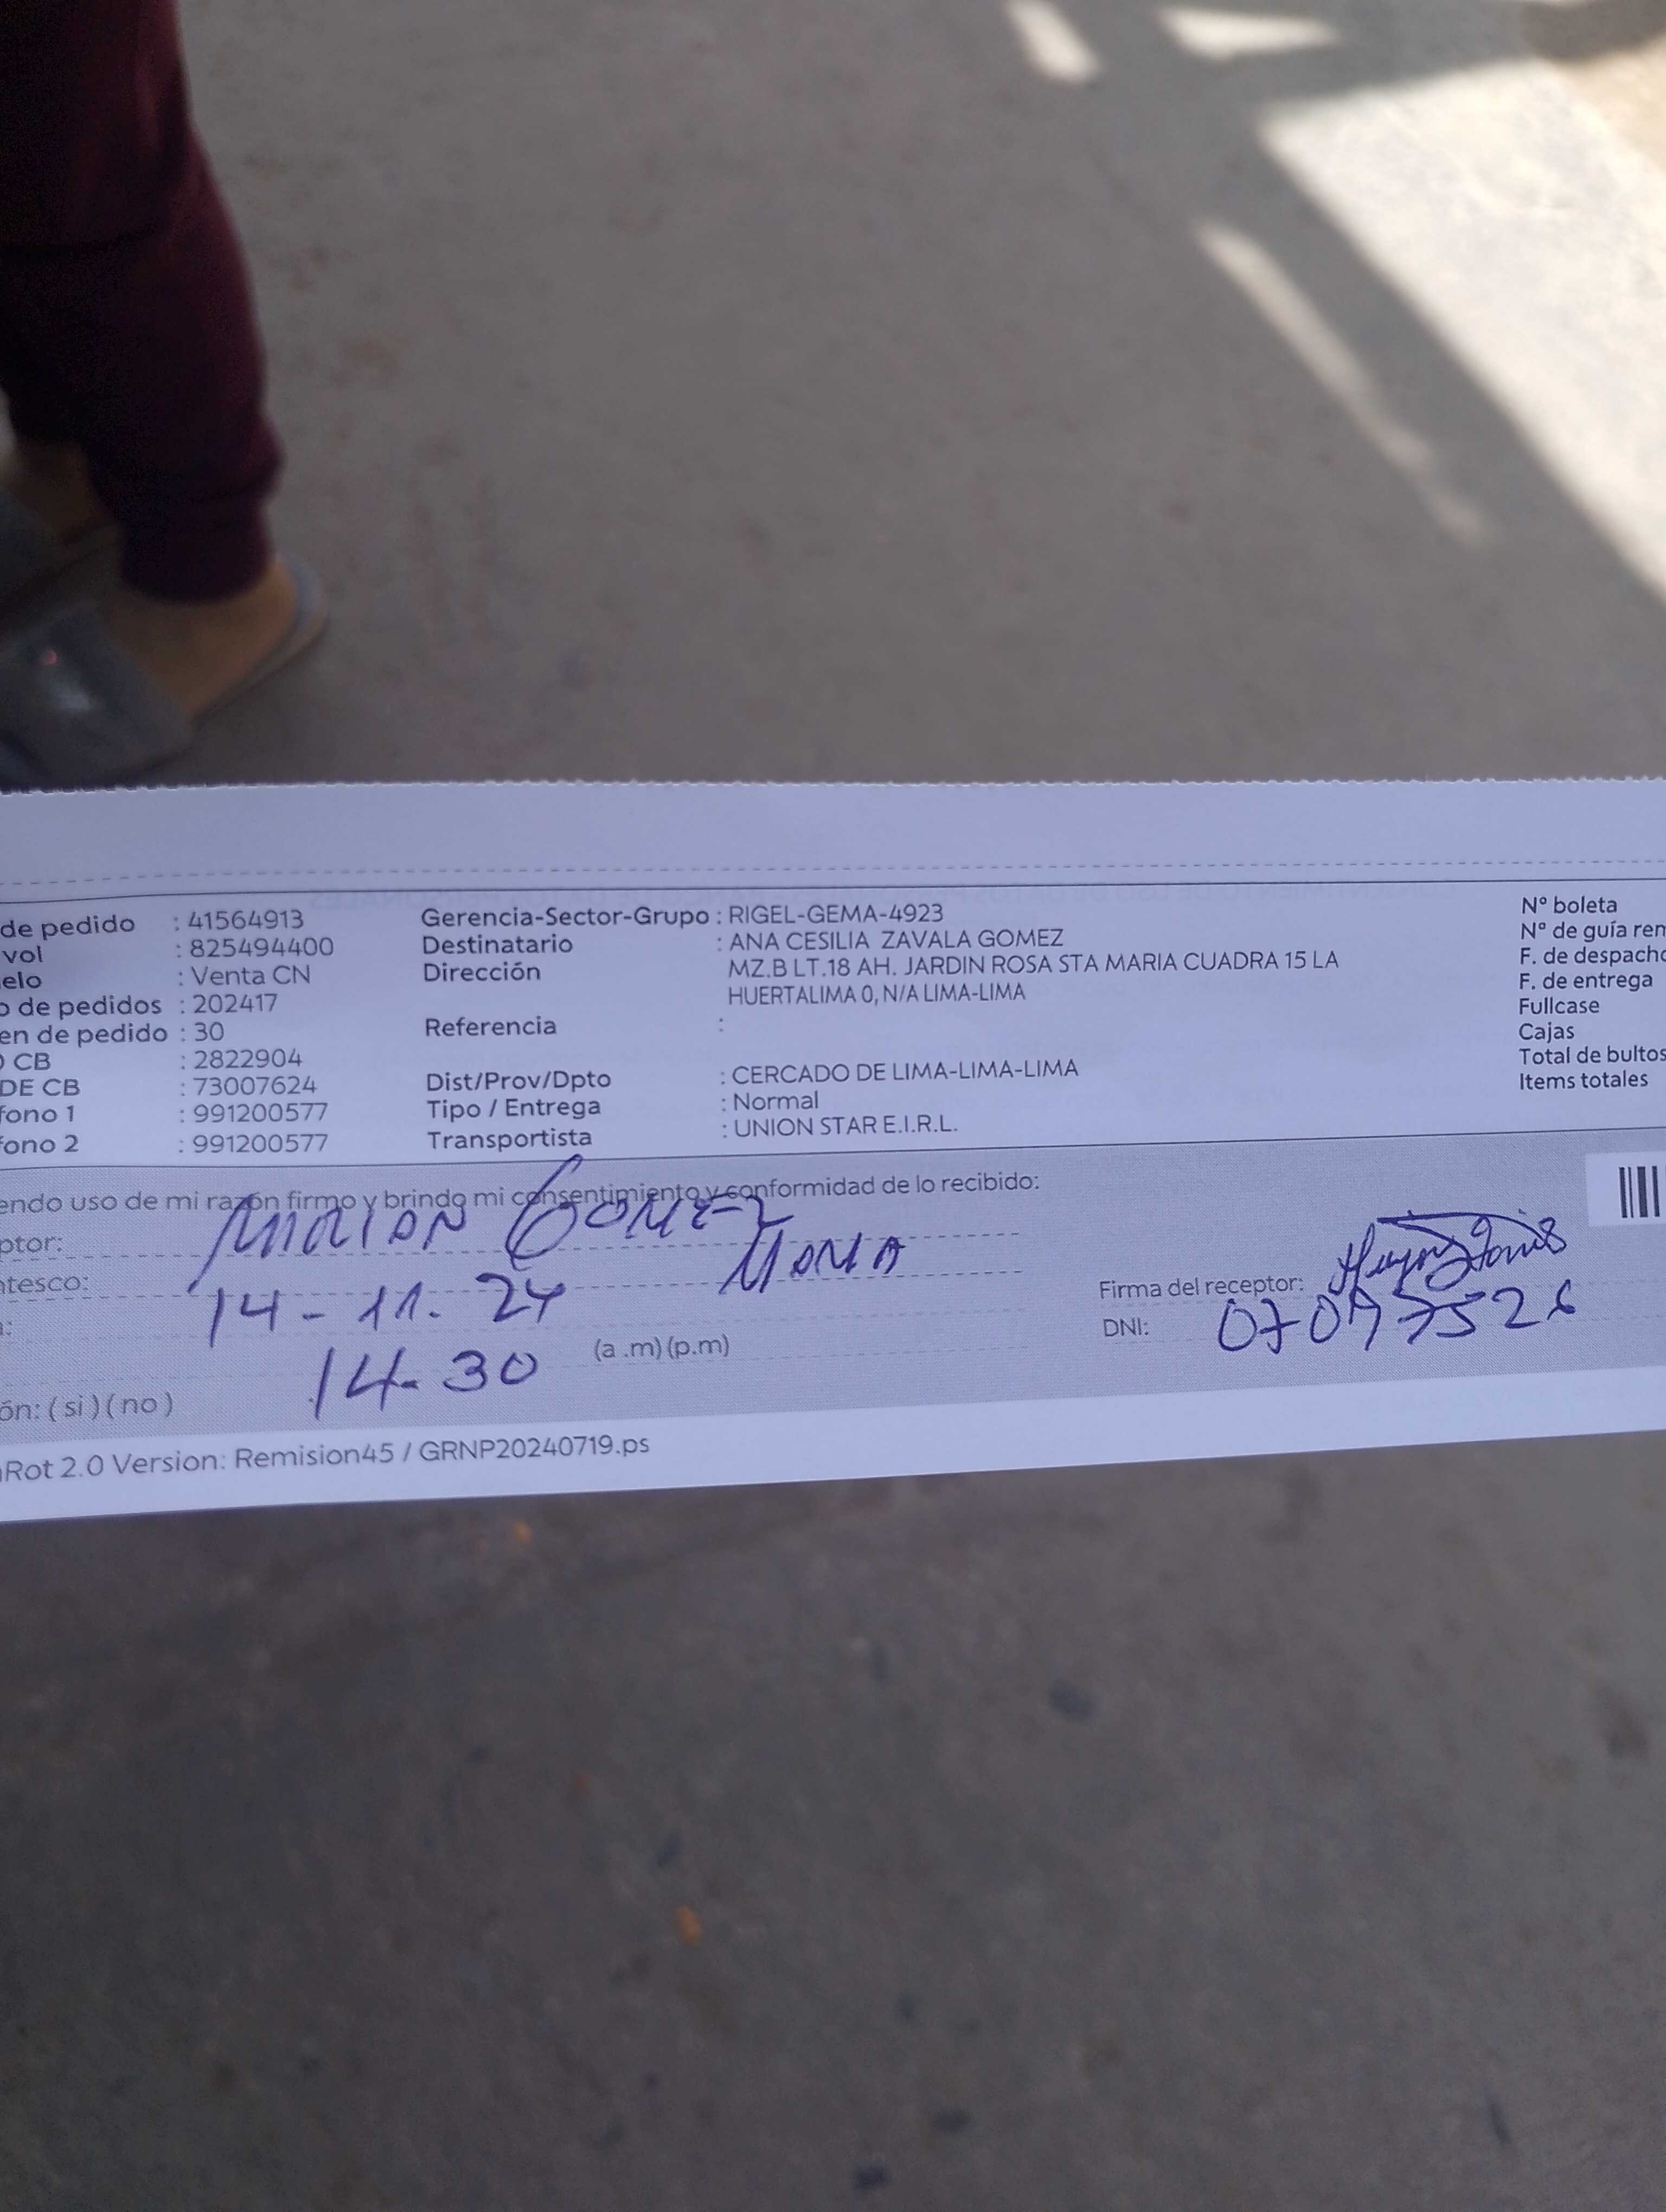 de pedido : 41564913
vol : 825494400
elo : Venta CN
o de pedidos : 202417
en de pedido : 30
O CB : 2822904
DE CB : 73007624
fono 1 : 991200577
fono 2 : 991200577
Gerencia-Sector-Grupo : RIGEL-GEMA-4923
Destinatario : ANA CESILIA ZAVALA GOMEZ
Dirección MZ.B LT.18 AH. JARDIN ROSA STA MARIA CUADRA 15 LA
HUERTALIMA 0, N/A LIMA-LIMA
Referencia :
Dist/Prov/Dpto : CERCADO DE LIMA-LIMA-LIMA
Tipo / Entrega : Normal
Transportista : UNION STAR E.I.R.L.
Nº boleta
Nº de guía rem
F. de despacho
F. de entrega
Fullcase
Cajas
Total de bultos
Items totales
endo uso de mi razón firmo y brindo mi consentimiento y conformidad de lo recibido:
ptor: GOMEZ
ntesco: MAMA
a: 14-11-24
14-30 (a .m) (p.m)
ón: ( si ) ( no )
Firma del receptor:
DNI: 07097526
Rot 2.0 Version: Remision45 / GRNP20240719.ps